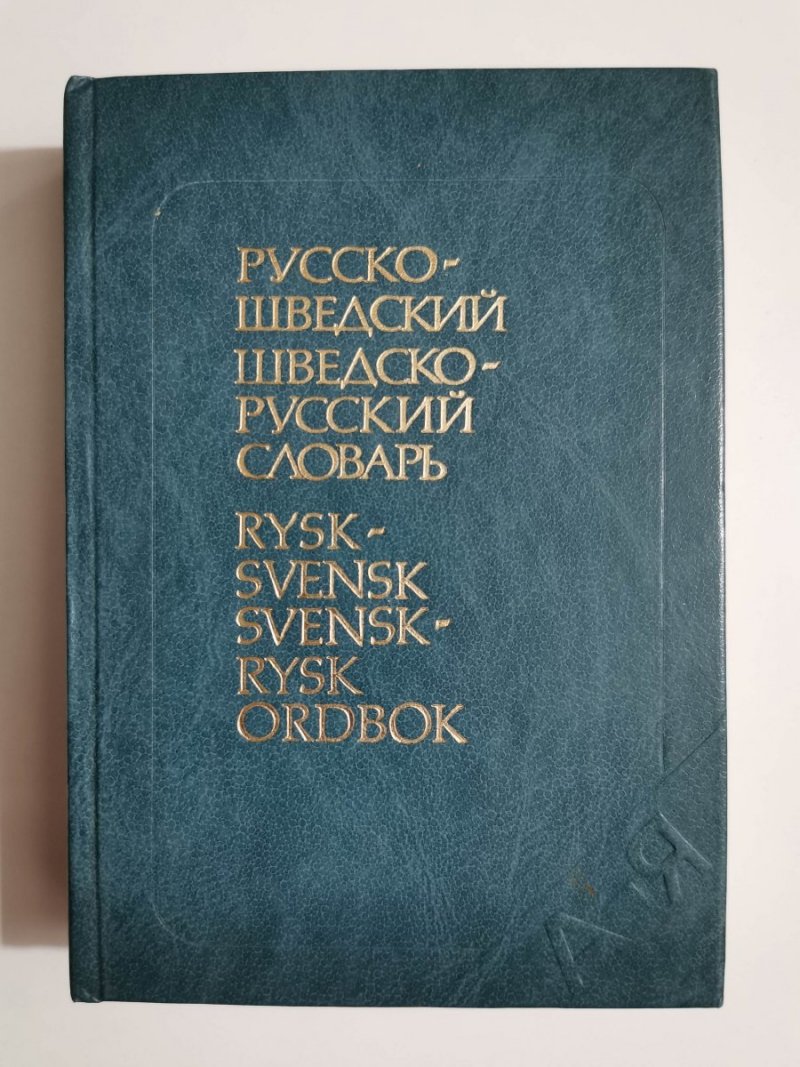 РУССКО-
ШВЕДСКИЙ
ШВЕДСКО-
РУССКИЙ
СЛОВАРЬ
RYSK-
SVENSK
SVENSK-
RYSK
ORDBOK
А Я